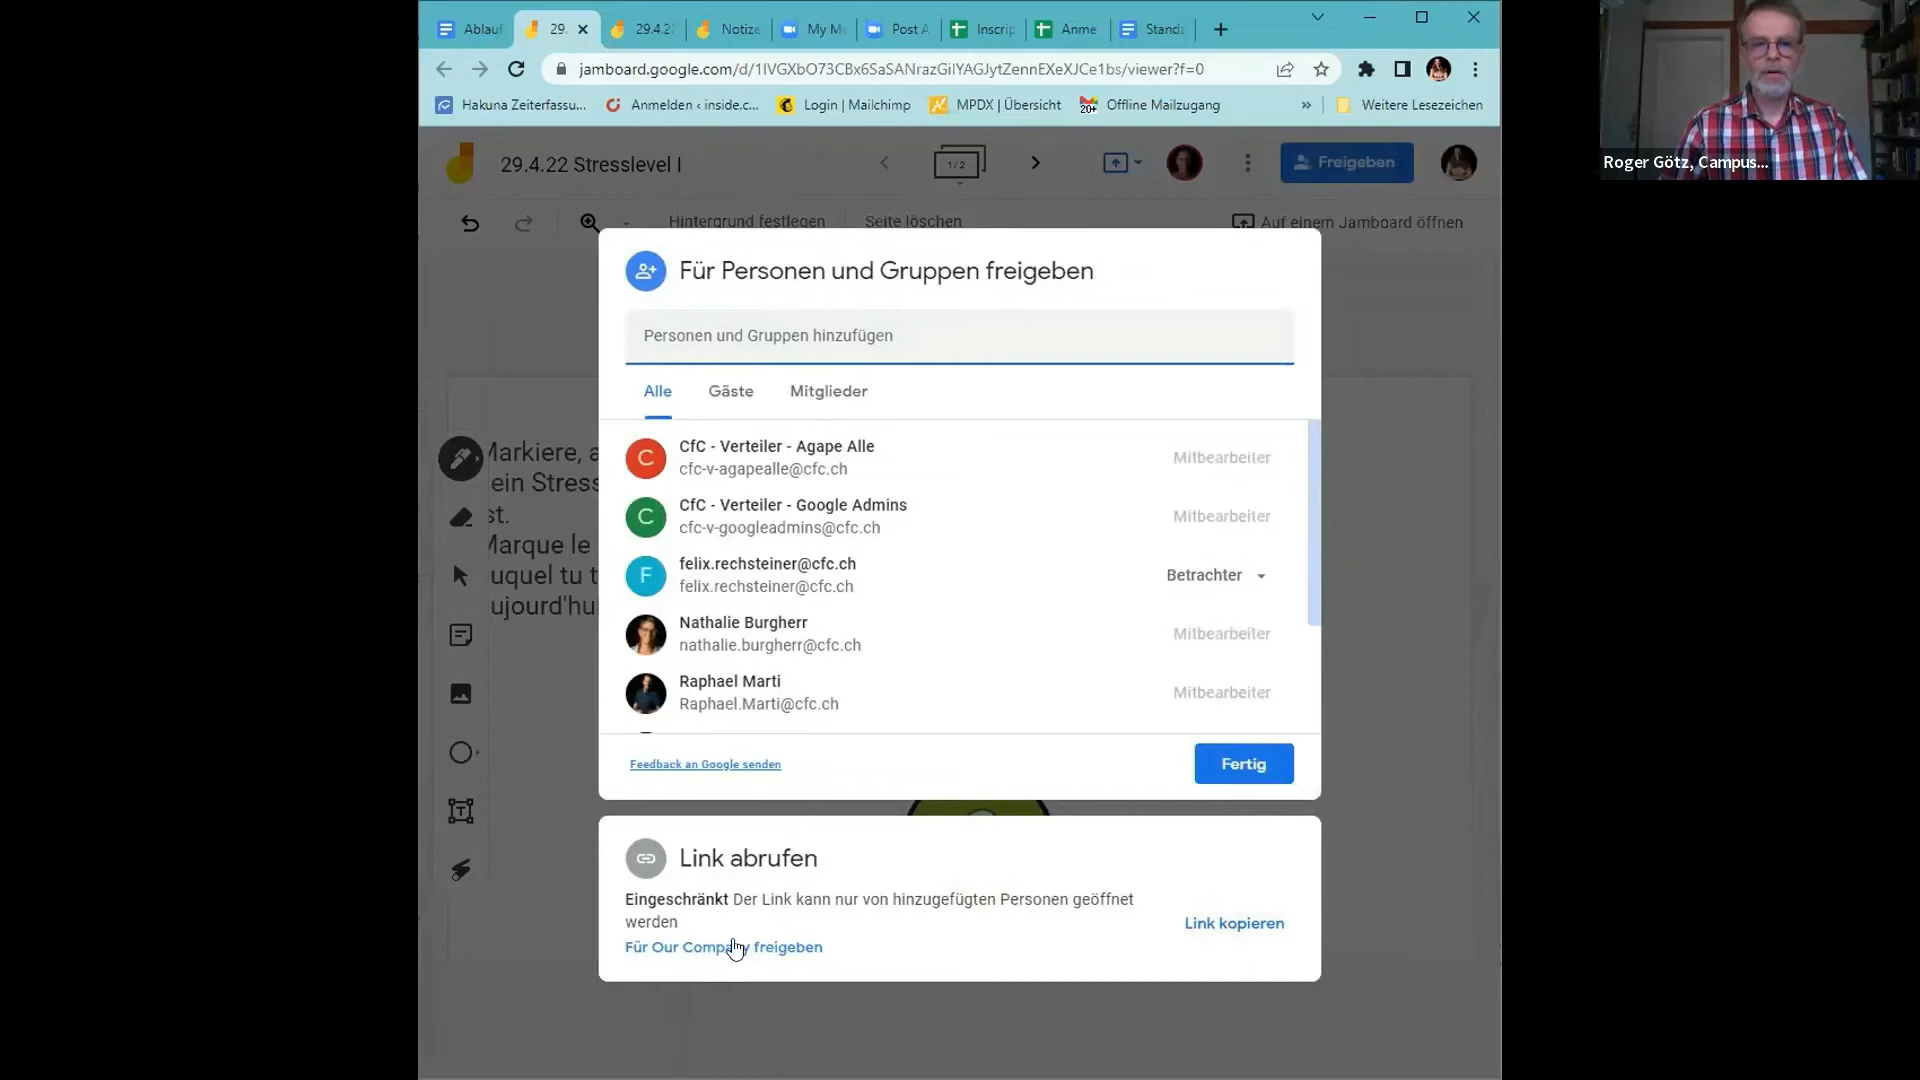 Ablauf
29.
29.4.2
Notize
My M
Post A
Inscrip
Anme
Standa
jamboard.google.com/d/1IVGXbO73CBx6SaSANrazGiIYAGJytZennEXeXJCe1bs/viewer?f=0
Hakuna Zeiterfassu...
Anmelden ‹ inside.c...
Login | Mailchimp
MPDX | Übersicht
20+
Offline Mailzugang
»
Weitere Lesezeichen
29.4.22 Stresslevel I
1/2
Freigeben
Roger Götz, Campus...
Hintergrund festlegen
Seite löschen
Auf einem Jamboard öffnen
Für Personen und Gruppen freigeben
Personen und Gruppen hinzufügen
Alle
Gäste
Mitglieder
Markiere, a
ein Stress
st.
Marque le
uquel tu t
ujourd'hui
C
CfC - Verteiler - Agape Alle
cfc-v-agapealle@cfc.ch
Mitbearbeiter
C
CfC - Verteiler - Google Admins
cfc-v-googleadmins@cfc.ch
Mitbearbeiter
F
felix.rechsteiner@cfc.ch
felix.rechsteiner@cfc.ch
Betrachter
Nathalie Burgherr
nathalie.burgherr@cfc.ch
Mitbearbeiter
Raphael Marti
Raphael.Marti@cfc.ch
Mitbearbeiter
Feedback an Google senden
Fertig
Link abrufen
Eingeschränkt Der Link kann nur von hinzugefügten Personen geöffnet
werden
Link kopieren
Für Our Company freigeben